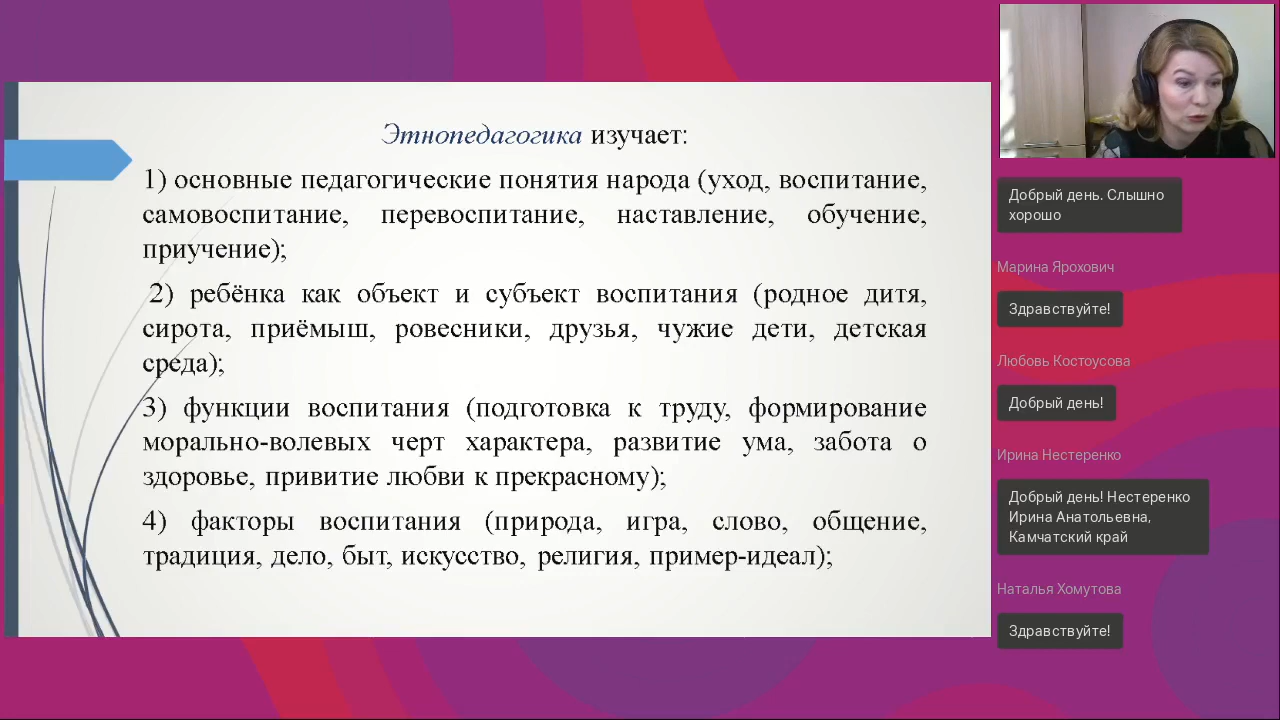 Этнопедагогика изучает:
1) основные педагогические понятия народа (уход, воспитание,
самовоспитание, перевоспитание, наставление, обучение,
приучение);
2) ребёнка как объект и субъект воспитания (родное дитя,
сирота, приёмыш, ровесники, друзья, чужие дети, детская
среда);
3) функции воспитания (подготовка к труду, формирование
морально-волевых черт характера, развитие ума, забота о
здоровье, привитие любви к прекрасному);
4) факторы воспитания (природа, игра, слово, общение,
традиция, дело, быт, искусство, религия, пример-идеал);
Добрый день. Слышно
хорошо
Марина Ярохович
Здравствуйте!
Любовь Костоусова
Добрый день!
Ирина Нестеренко
Добрый день! Нестеренко
Ирина Анатольевна,
Камчатский край
Наталья Хомутова
Здравствуйте!